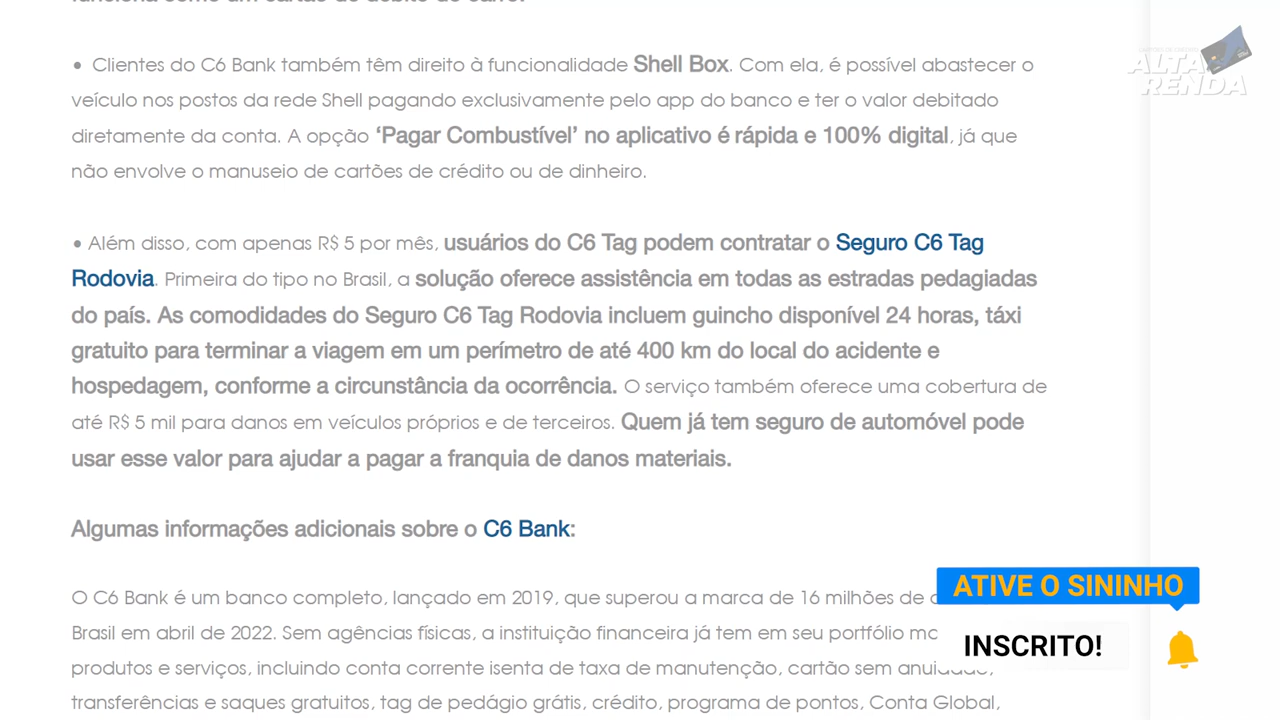 • Clientes do C6 Bank também têm direito à funcionalidade Shell Box. Com ela, é possível abastecer o
veículo nos postos da rede Shell pagando exclusivamente pelo app do banco e ter o valor debitado
diretamente da conta. A opção ‘Pagar Combustível’ no aplicativo é rápida e 100% digital, já que
não envolve o manuseio de cartões de crédito ou de dinheiro.
• Além disso, com apenas R$ 5 por mês, usuários do C6 Tag podem contratar o Seguro C6 Tag
Rodovia. Primeira do tipo no Brasil, a solução oferece assistência em todas as estradas pedagiadas
do país. As comodidades do Seguro C6 Tag Rodovia incluem guincho disponível 24 horas, táxi
gratuito para terminar a viagem em um perímetro de até 400 km do local do acidente e
hospedagem, conforme a circunstância da ocorrência. O serviço também oferece uma cobertura de
até R$ 5 mil para danos em veículos próprios e de terceiros. Quem já tem seguro de automóvel pode
usar esse valor para ajudar a pagar a franquia de danos materiais.
Algumas informações adicionais sobre o C6 Bank:
O C6 Bank é um banco completo, lançado em 2019, que superou a marca de 16 milhões de
Brasil em abril de 2022. Sem agências físicas, a instituição financeira já tem em seu portfólio
produtos e serviços, incluindo conta corrente isenta de taxa de manutenção, cartão sem anuidade,
transferências e saques gratuitos, tag de pedágio grátis, crédito, programa de pontos, Conta Global,
ALTA
RENDA
ATIVE O SININHO
INSCRITO!